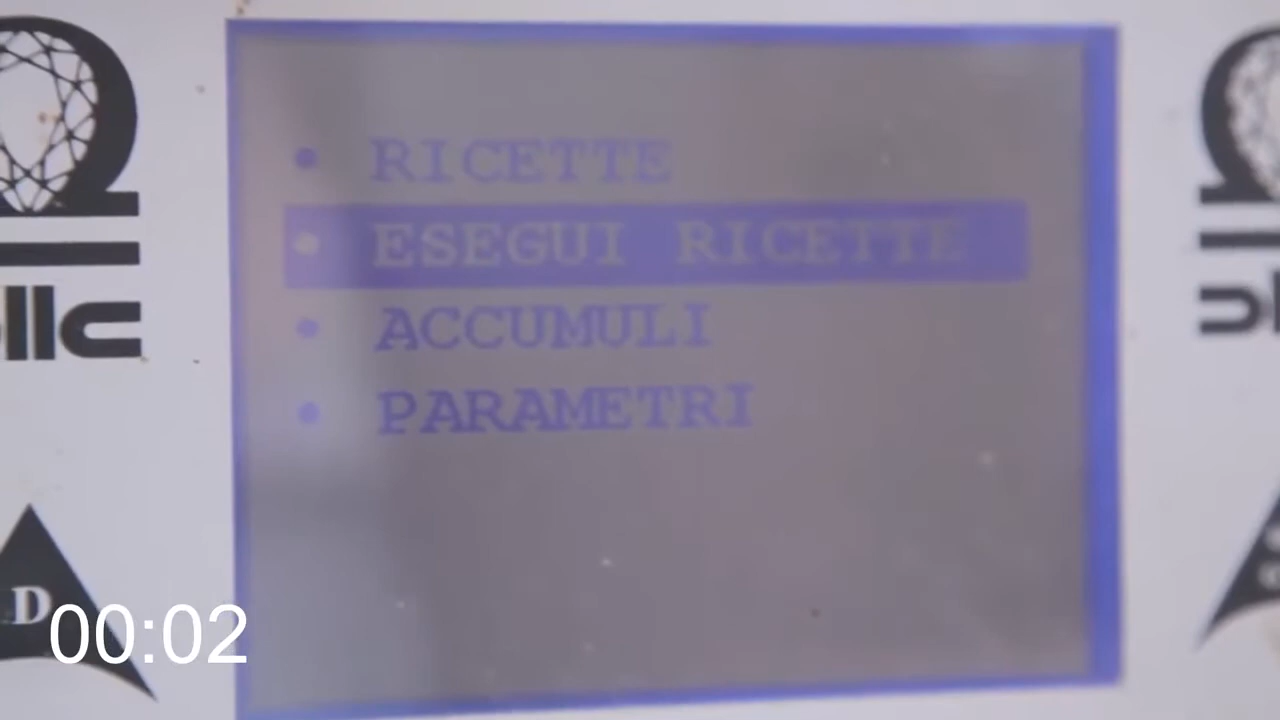 RICETTE
ESEGUI RICETTE
ACCUMULI
PARAMETRI
D
00:02